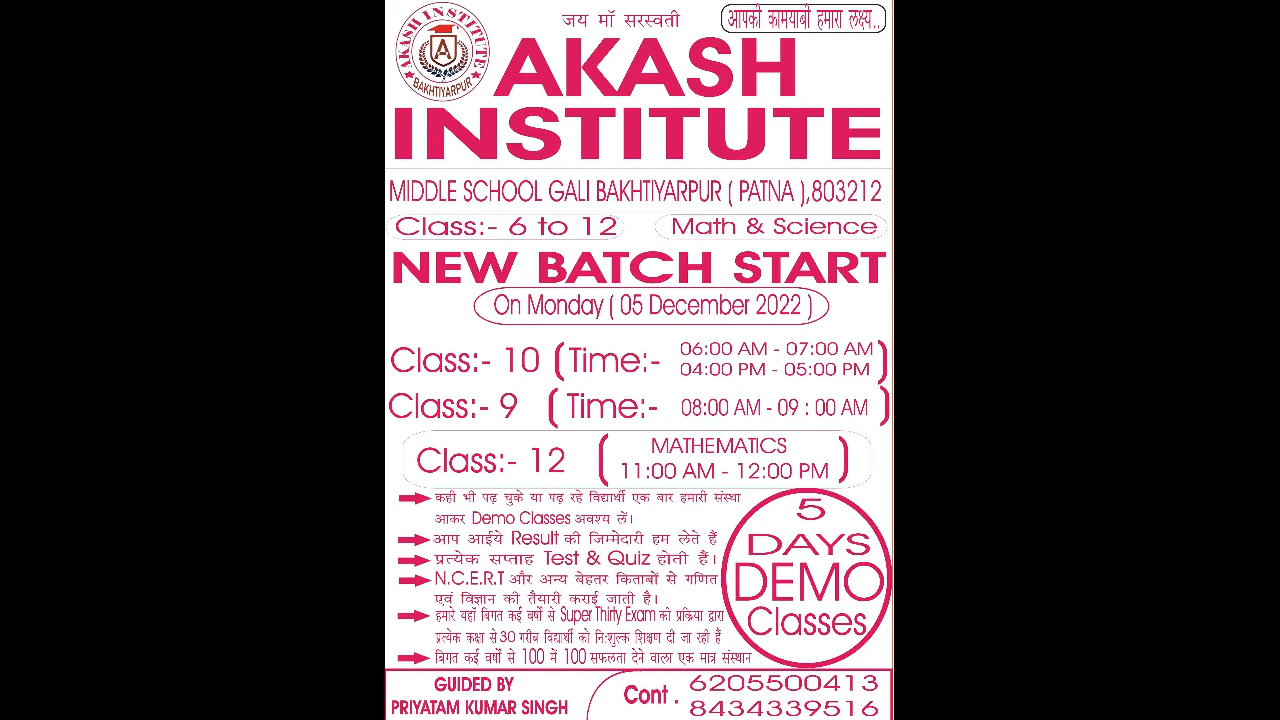 जय माँ सरस्वती
आपकी कामयाबी हमारा लक्ष्य..
AKASH INSTITUTE
BAKHTIYARPUR
A
AKASH
INSTITUTE
MIDDLE SCHOOL GALI BAKHTIYARPUR ( PATNA ),803212
Class:- 6 to 12
Math & Science
NEW BATCH START
On Monday ( 05 December 2022 )
Class:- 10 (Time:- 06:00 AM - 07:00 AM
04:00 PM - 05:00 PM )
Class:- 9 ( Time:- 08:00 AM - 09 : 00 AM )
Class:- 12 ( MATHEMATICS
11:00 AM - 12:00 PM )
कही भी पढ़ चुके या पढ़ रहे विद्यार्थी एक बार हमारी संस्था
आकर Demo Classes अवश्य लें।
आप आईये Result की जिम्मेदारी हम लेते हैं
प्रत्येक सप्ताह Test & Quiz होती हैं।
N.C.E.R.T और अन्य बेहतर किताबों से गणित
एवं विज्ञान की तैयारी कराई जाती है।
हमारे यहाँ विगत कई वर्षो से Super Thirty Exam की प्रकिया द्वारा
प्रत्येक कक्षा से 30 गरीब विद्यार्थी को नि:शुल्क शिक्षण दी जा रही हैं
विगत कई वर्षो से 100 में 100 सफलता देने वाला एक मात्र संस्थान
5
DAYS
DEMO
Classes
GUIDED BY
PRIYATAM KUMAR SINGH
Cont . 6205500413
8434339516